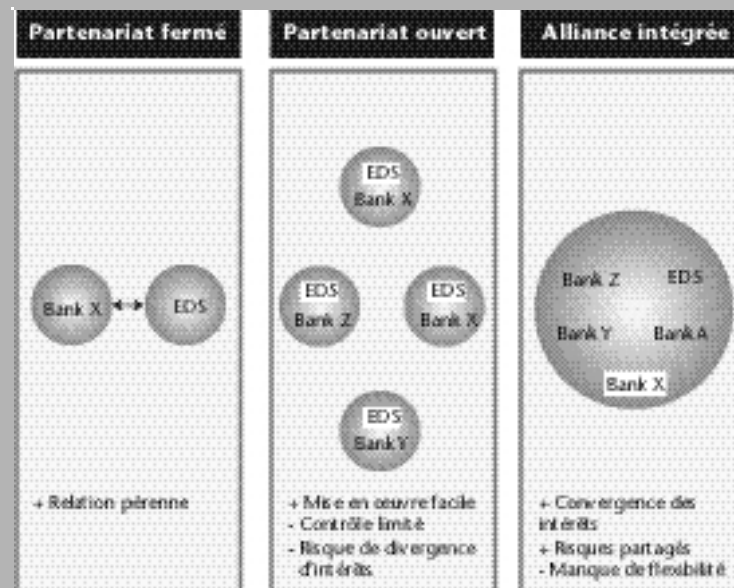 Partenariat fermé
Bank X
EDS
+ Relation pérenne
Partenariat ouvert
EDS
Bank X
EDS
Bank Z
EDS
Bank X
EDS
Bank Y
+ Mise en œuvre facile
- Contrôle limité
- Risque de divergence
d'intérêts
Alliance intégrée
Bank Z
EDS
Bank Y
Bank A
Bank X
+ Convergence des
intérêts
+ Risques partagés
- Manque de flexibilité